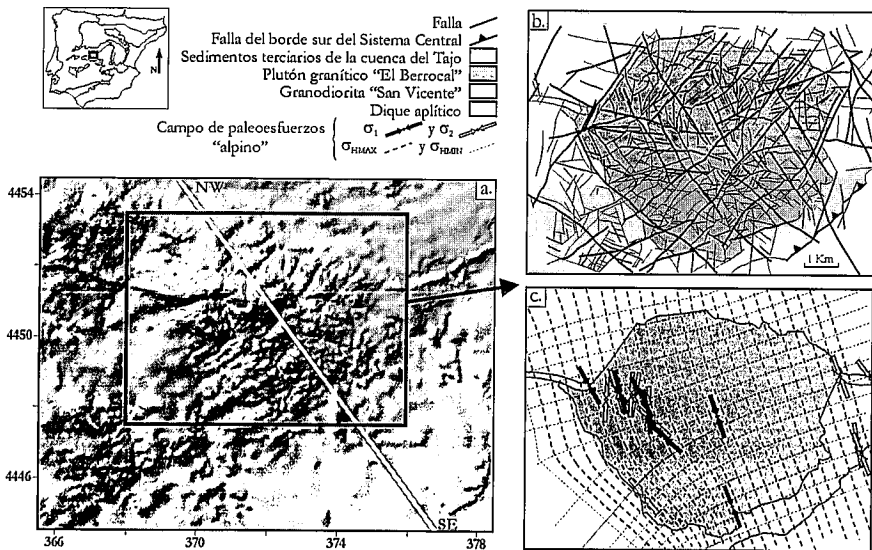 N
Falla
Falla del borde sur del Sistema Central
Sedimentos terciarios de la cuenca del Tajo
Plutón granítico "El Berrocal"
Granodiorita "San Vicente"
Dique aplítico
Campo de paleoesfuerzos "alpino"
σ1 y σ2
σHMAX y σHMIN
a.
NW
SE
4454
4450
4446
366
370
374
378
b.
1 Km
c.